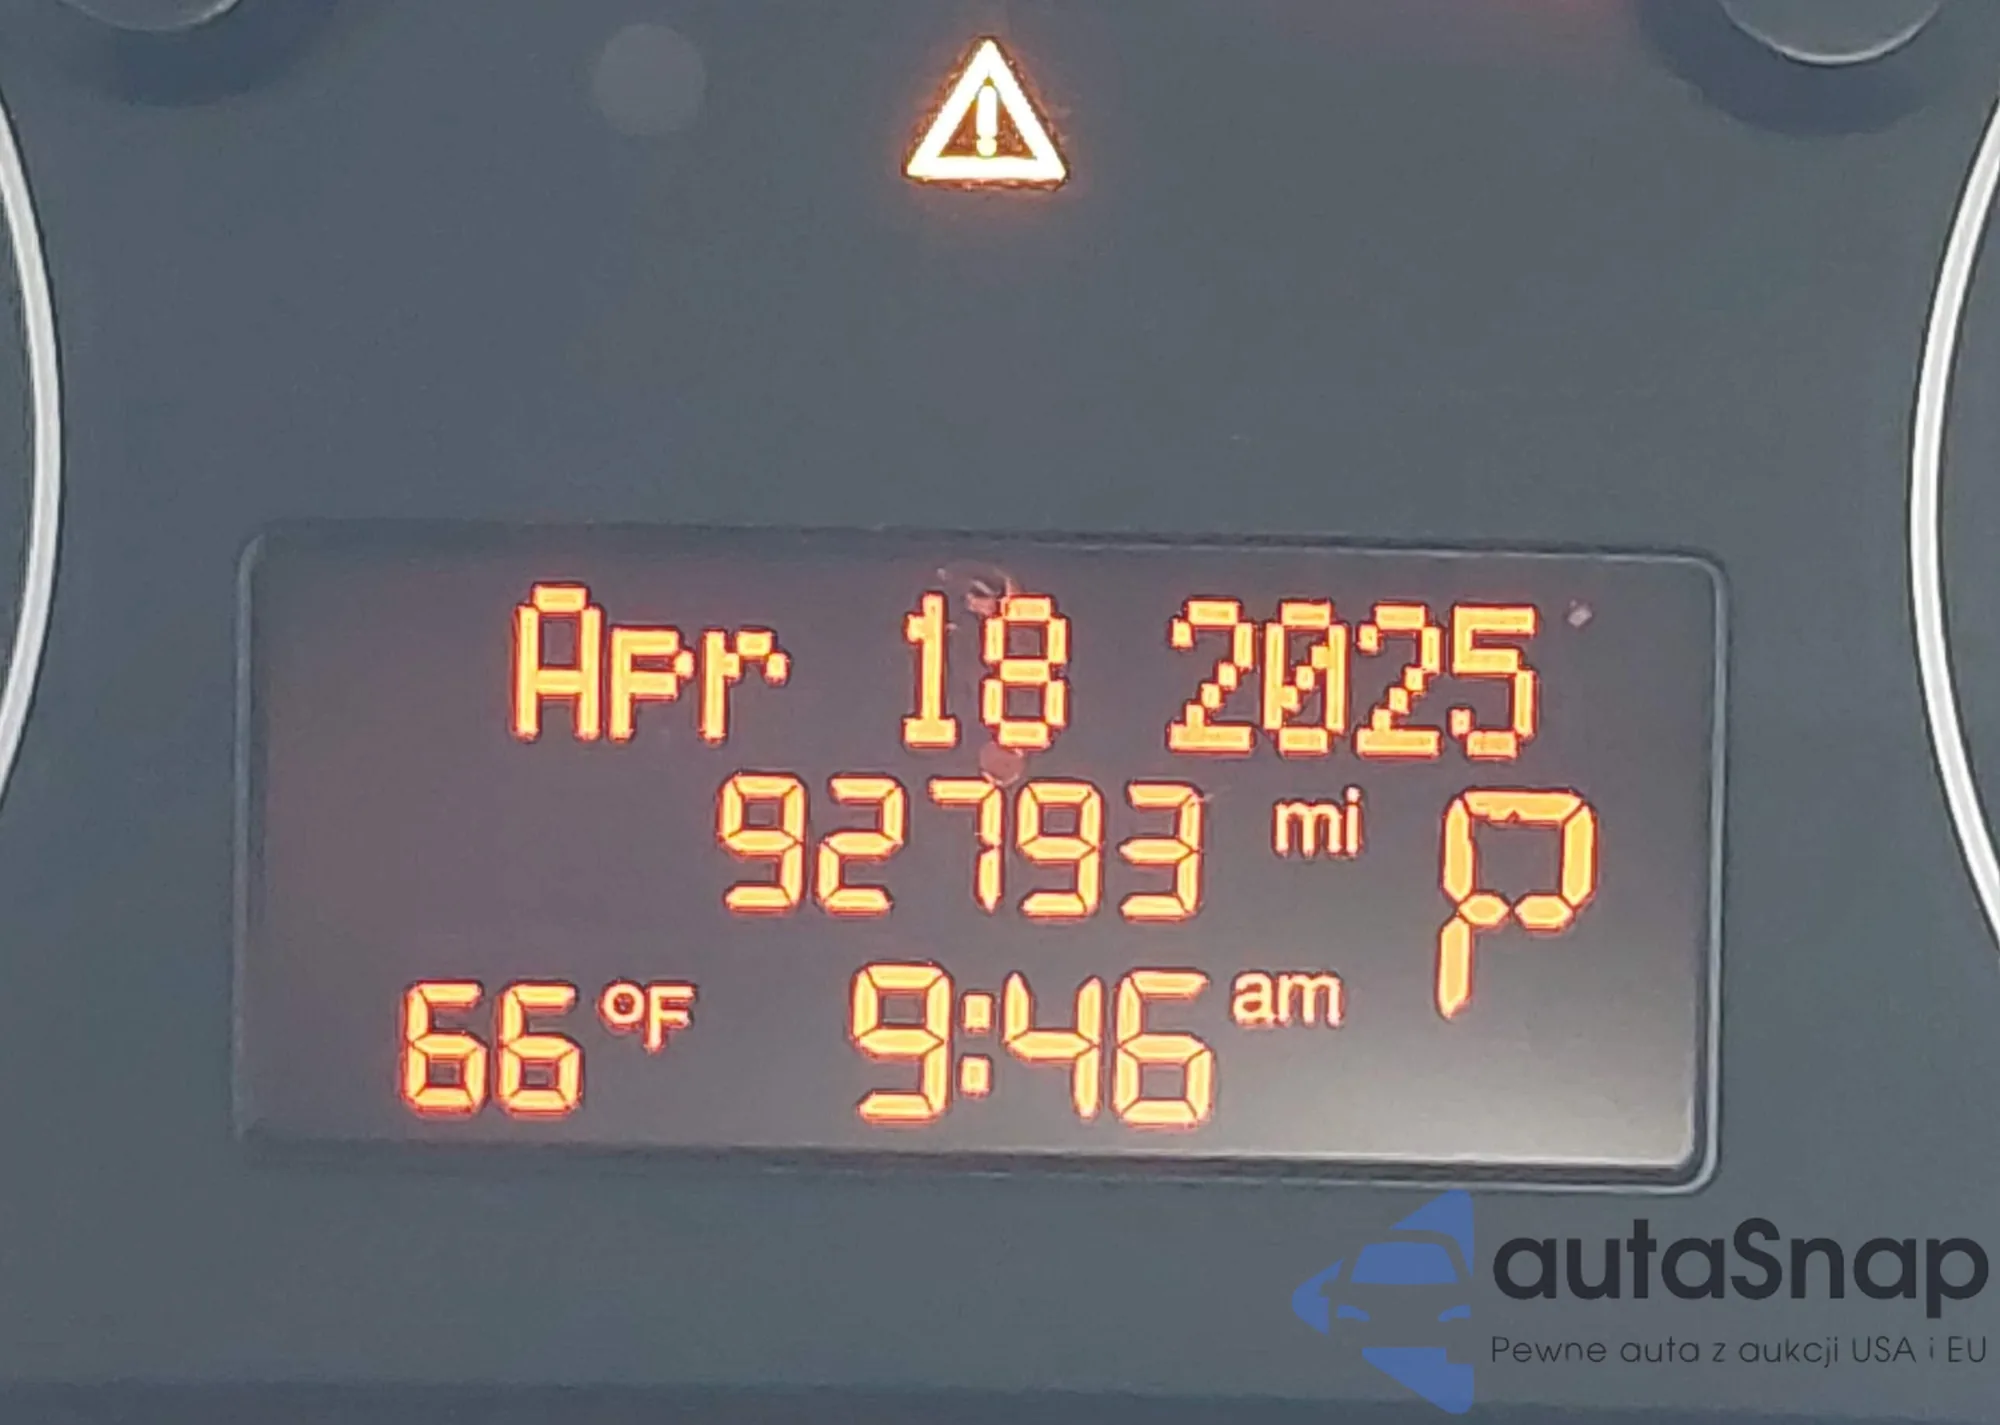 Apr 18 2025
92793 mi P
66 °F 9:46 am
autaSnap
Pewne auta z aukcji USA i EU